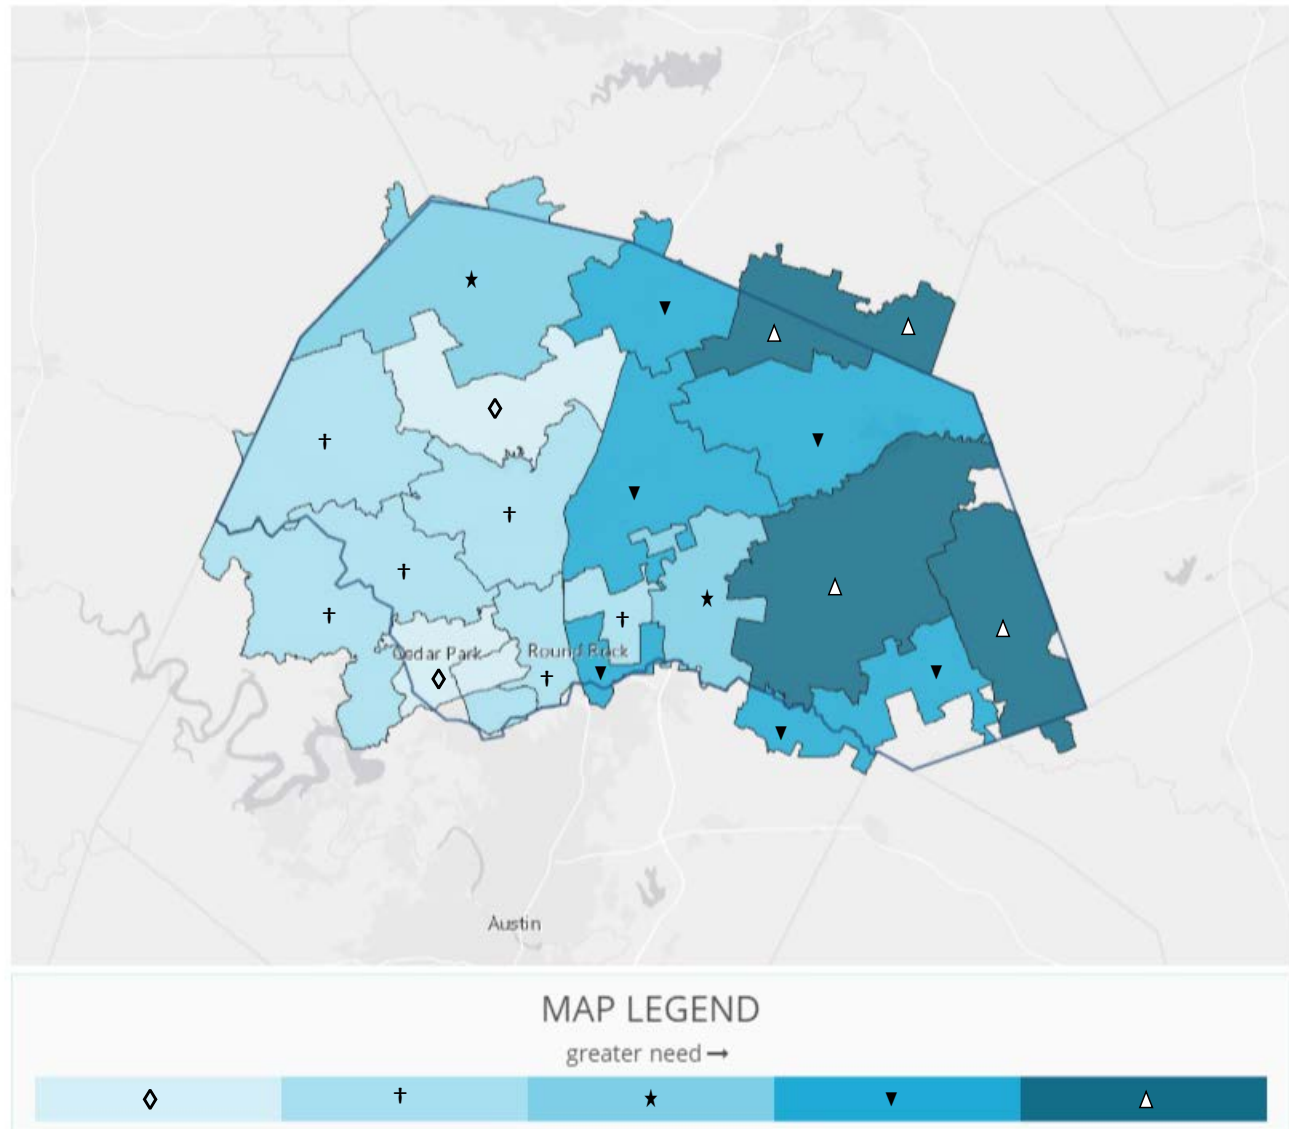 Cedar Park
Round Rock
Austin
MAP LEGEND
greater need →